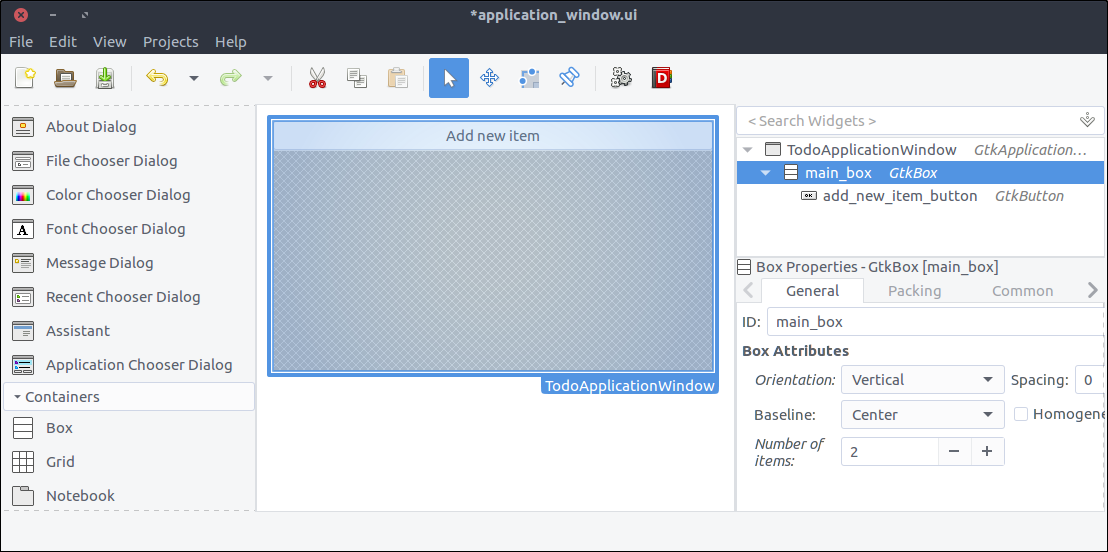 *application_window.ui
File Edit View Projects Help
D
About Dialog
File Chooser Dialog
Color Chooser Dialog
A
Font Chooser Dialog
Message Dialog
Recent Chooser Dialog
Assistant
Application Chooser Dialog
Containers
Box
Grid
Notebook
Add new item
TodoApplicationWindow
< Search Widgets >
TodoApplicationWindow GtkApplication...
main_box GtkBox
OK add_new_item_button GtkButton
Box Properties - GtkBox [main_box]
General Packing Common
ID: main_box
Box Attributes
Orientation: Vertical Spacing: 0
Baseline: Center Homogene
Number of
items: 2